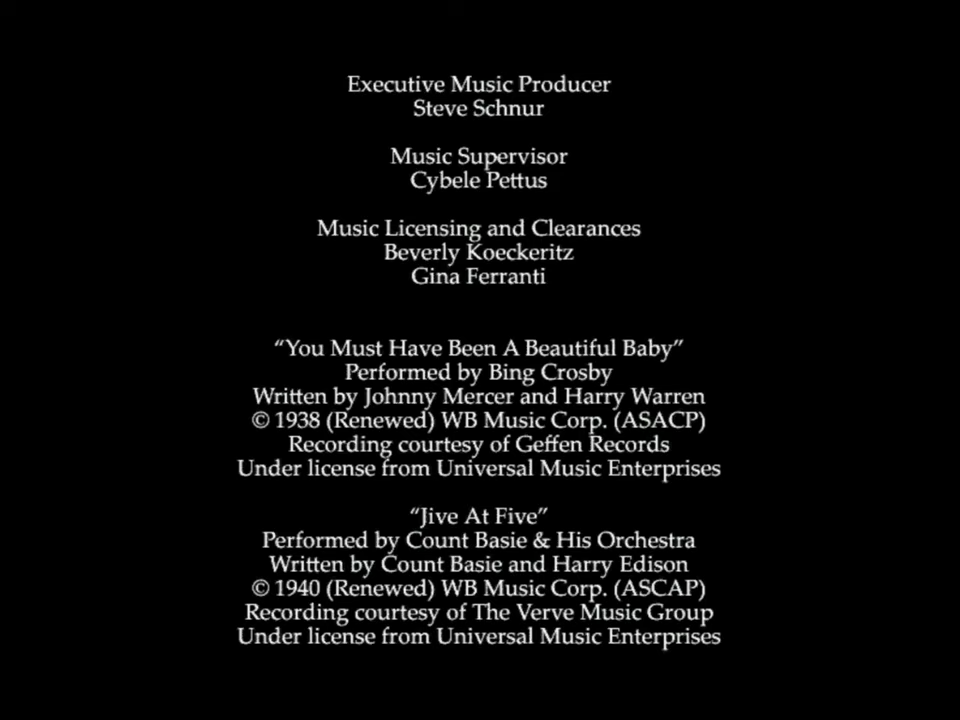 Executive Music Producer
Steve Schnur
Music Supervisor
Cybele Pettus
Music Licensing and Clearances
Beverly Koeckeritz
Gina Ferranti
“You Must Have Been A Beautiful Baby”
Performed by Bing Crosby
Written by Johnny Mercer and Harry Warren
© 1938 (Renewed) WB Music Corp. (ASACP)
Recording courtesy of Geffen Records
Under license from Universal Music Enterprises
“Jive At Five”
Performed by Count Basie & His Orchestra
Written by Count Basie and Harry Edison
© 1940 (Renewed) WB Music Corp. (ASCAP)
Recording courtesy of The Verve Music Group
Under license from Universal Music Enterprises